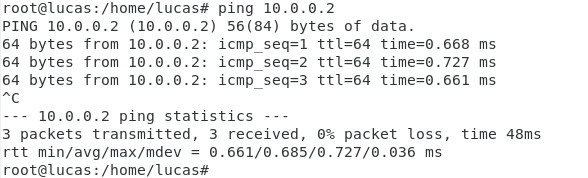 root@lucas:/home/lucas# ping 10.0.0.2
PING 10.0.0.2 (10.0.0.2) 56(84) bytes of data.
64 bytes from 10.0.0.2: icmp_seq=1 ttl=64 time=0.668 ms
64 bytes from 10.0.0.2: icmp_seq=2 ttl=64 time=0.727 ms
64 bytes from 10.0.0.2: icmp_seq=3 ttl=64 time=0.661 ms
^C
--- 10.0.0.2 ping statistics ---
3 packets transmitted, 3 received, 0% packet loss, time 48ms
rtt min/avg/max/mdev = 0.661/0.685/0.727/0.036 ms
root@lucas:/home/lucas#